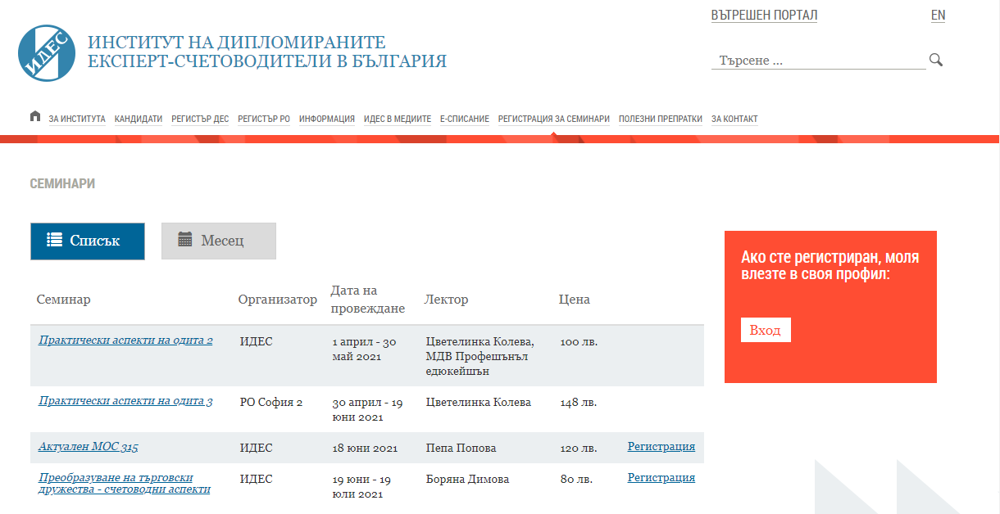 ВЪТРЕШЕН ПОРТАЛ
EN
ИДЕС
ИНСТИТУТ НА ДИПЛОМИРАНИТЕ
ЕКСПЕРТ-СЧЕТОВОДИТЕЛИ В БЪЛГАРИЯ
Търсене ...
ЗА ИНСТИТУТА КАНДИДАТИ РЕГИСТЪР ДЕС РЕГИСТЪР РО ИНФОРМАЦИЯ ИДЕС В МЕДИИТЕ Е-СПИСАНИЕ РЕГИСТРАЦИЯ ЗА СЕМИНАРИ ПОЛЕЗНИ ПРЕПРАТКИ ЗА КОНТАКТ
СЕМИНАРИ
Списък
Месец
Семинар
Организатор
Дата на
провеждане
Лектор
Цена
Практически аспекти на одита 2
ИДЕС
1 април - 30
май 2021
Цветелинка Колева,
МДВ Профешънъл
едюкейшън
100 лв.
Практически аспекти на одита 3
РО София 2
30 април - 19
юни 2021
Цветелинка Колева
148 лв.
Актуален МОС 315
ИДЕС
18 юни 2021
Пепа Попова
120 лв.
Регистрация
Преобразуване на търговски
дружества - счетоводни аспекти
ИДЕС
19 юни - 19
юли 2021
Боряна Димова
80 лв.
Регистрация
Ако сте регистриран, моля
влезте в своя профил:
Вход